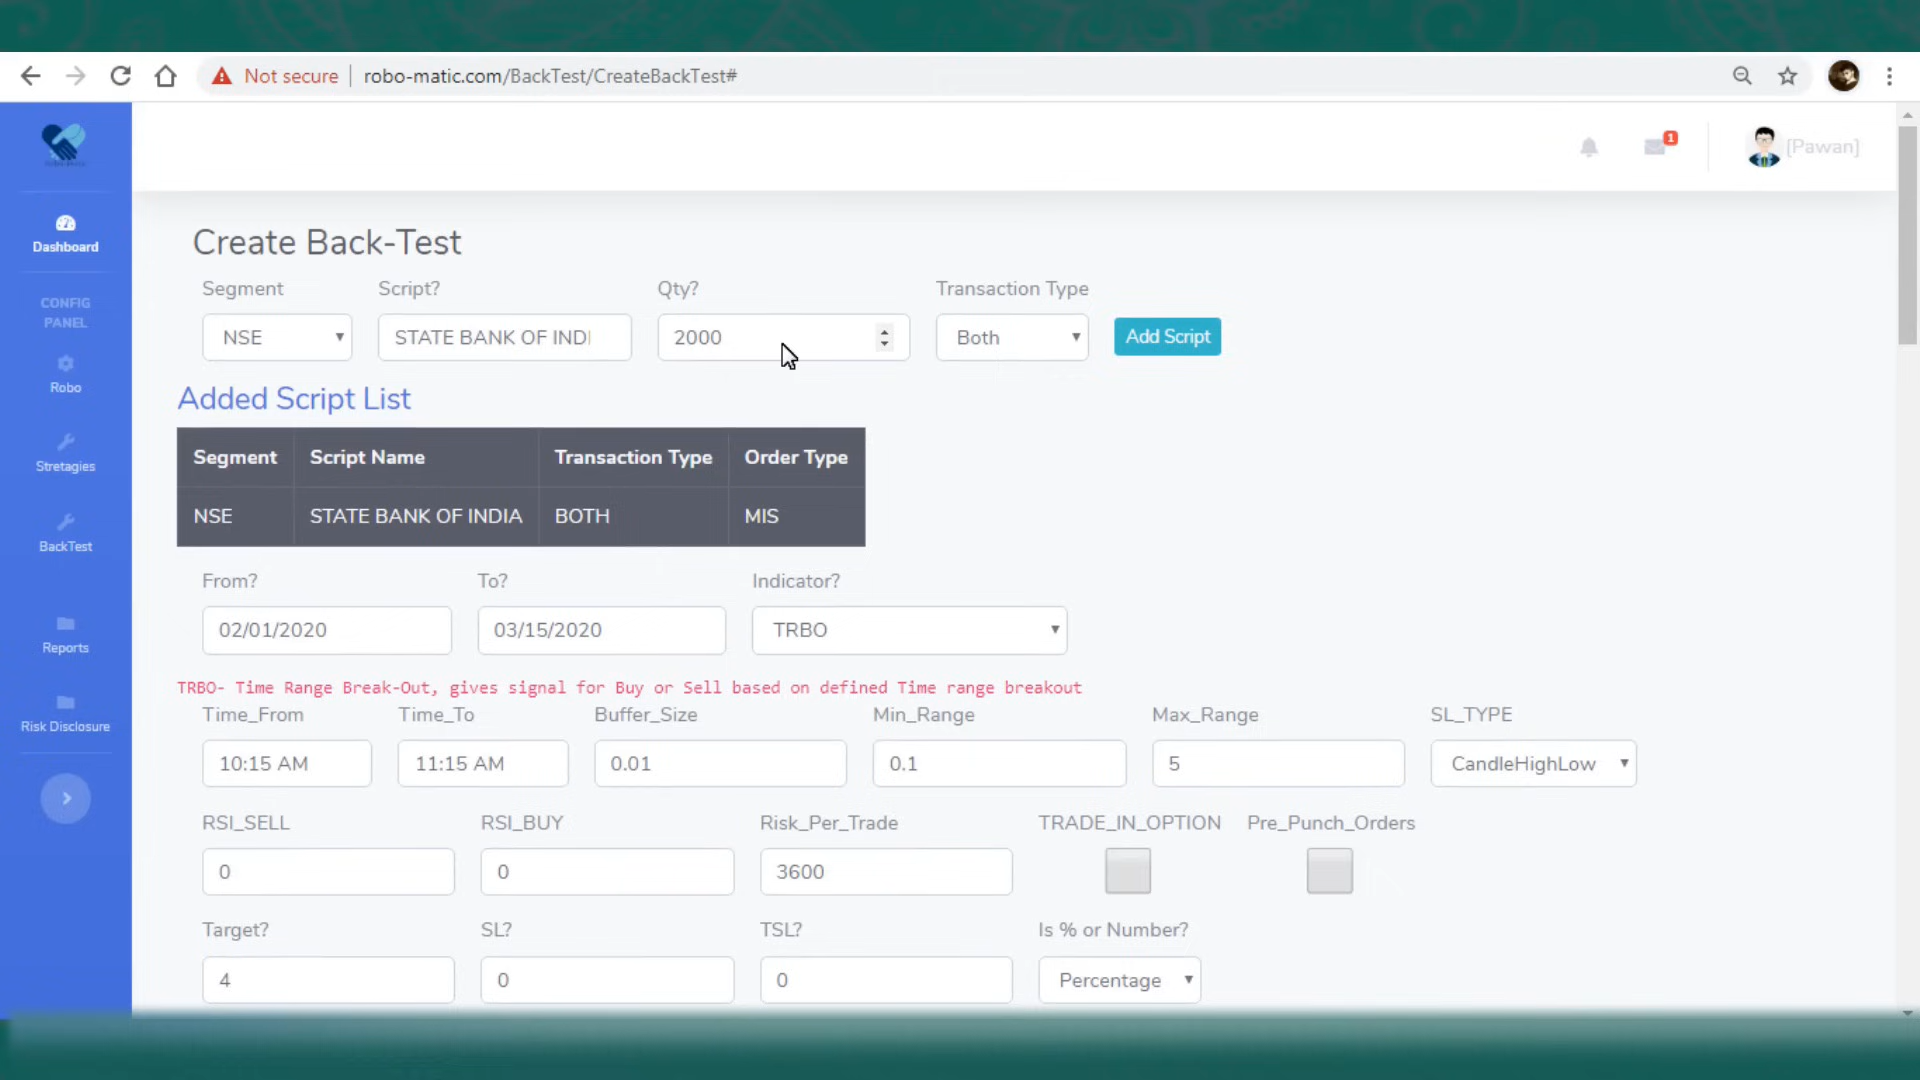 Not secure | robo-matic.com/BackTest/CreateBackTest#
1
[Pawan]
Dashboard
CONFIG
PANEL
Robo
Stretagies
BackTest
Reports
Risk Disclosure
Create Back-Test
Segment Script? Qty? Transaction Type
NSE STATE BANK OF INDI 2000 Both Add Script
Added Script List
Segment Script Name Transaction Type Order Type
NSE STATE BANK OF INDIA BOTH MIS
From? To? Indicator?
02/01/2020 03/15/2020 TRBO
TRBO- Time Range Break-Out, gives signal for Buy or Sell based on defined Time range breakout
Time_From Time_To Buffer_Size Min_Range Max_Range SL_TYPE
10:15 AM 11:15 AM 0.01 0.1 5 CandleHighLow
RSI_SELL RSI_BUY Risk_Per_Trade TRADE_IN_OPTION Pre_Punch_Orders
0 0 3600
Target? SL? TSL? Is % or Number?
4 0 0 Percentage